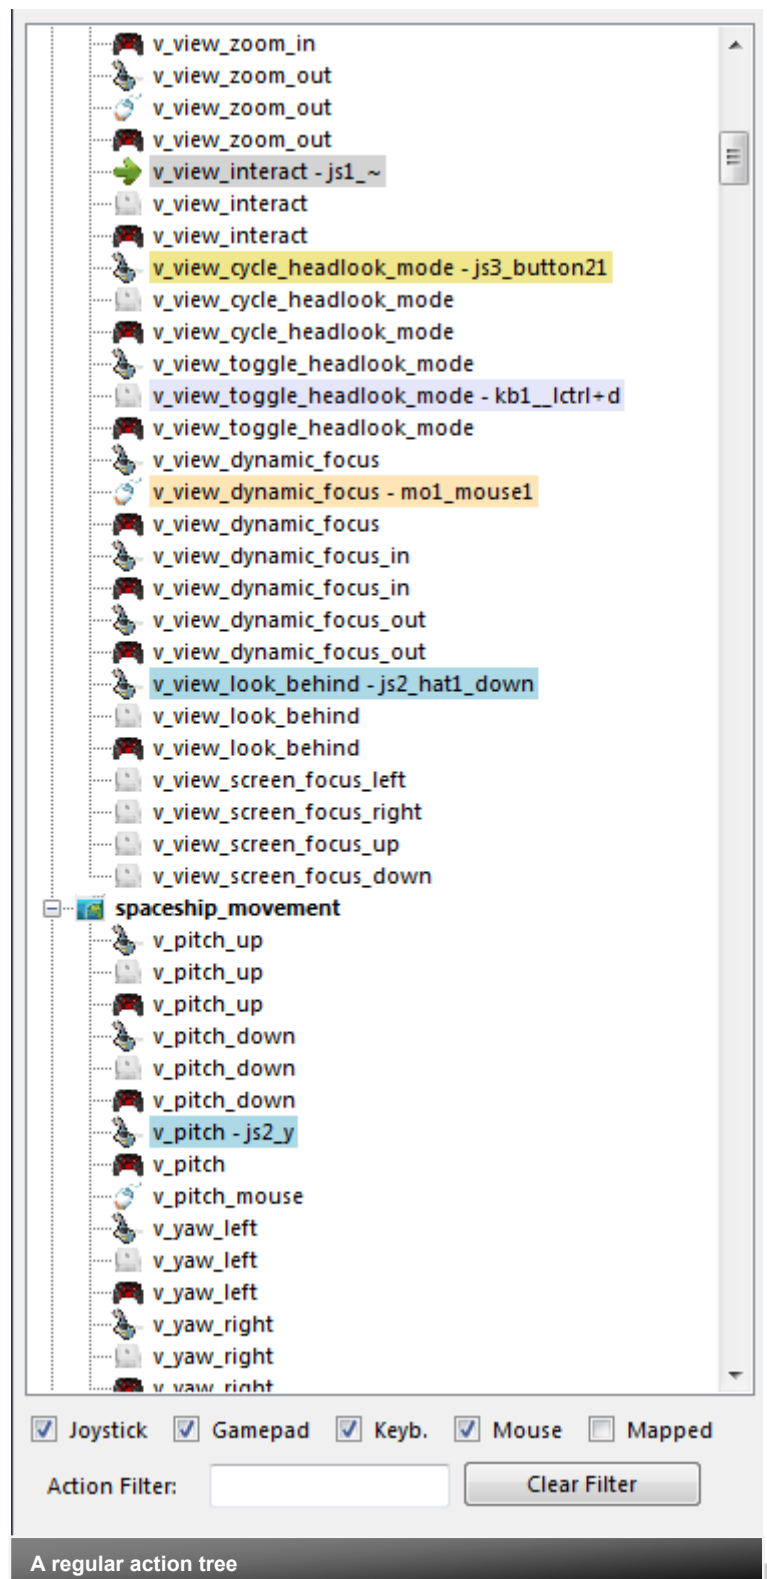 v_view_zoom_in
v_view_zoom_out
v_view_zoom_out
v_view_zoom_out
v_view_interact - js1_~
v_view_interact
v_view_interact
v_view_cycle_headlook_mode - js3_button21
v_view_cycle_headlook_mode
v_view_cycle_headlook_mode
v_view_toggle_headlook_mode
v_view_toggle_headlook_mode - kb1__lctrl+d
v_view_toggle_headlook_mode
v_view_dynamic_focus
v_view_dynamic_focus - mo1_mouse1
v_view_dynamic_focus
v_view_dynamic_focus_in
v_view_dynamic_focus_in
v_view_dynamic_focus_out
v_view_dynamic_focus_out
v_view_look_behind - js2_hat1_down
v_view_look_behind
v_view_look_behind
v_view_screen_focus_left
v_view_screen_focus_right
v_view_screen_focus_up
v_view_screen_focus_down
spaceship_movement
v_pitch_up
v_pitch_up
v_pitch_up
v_pitch_down
v_pitch_down
v_pitch_down
v_pitch - js2_y
v_pitch
v_pitch_mouse
v_yaw_left
v_yaw_left
v_yaw_left
v_yaw_right
v_yaw_right
v_yaw_right
Joystick Gamepad Keyb. Mouse Mapped
Action Filter: Clear Filter
A regular action tree